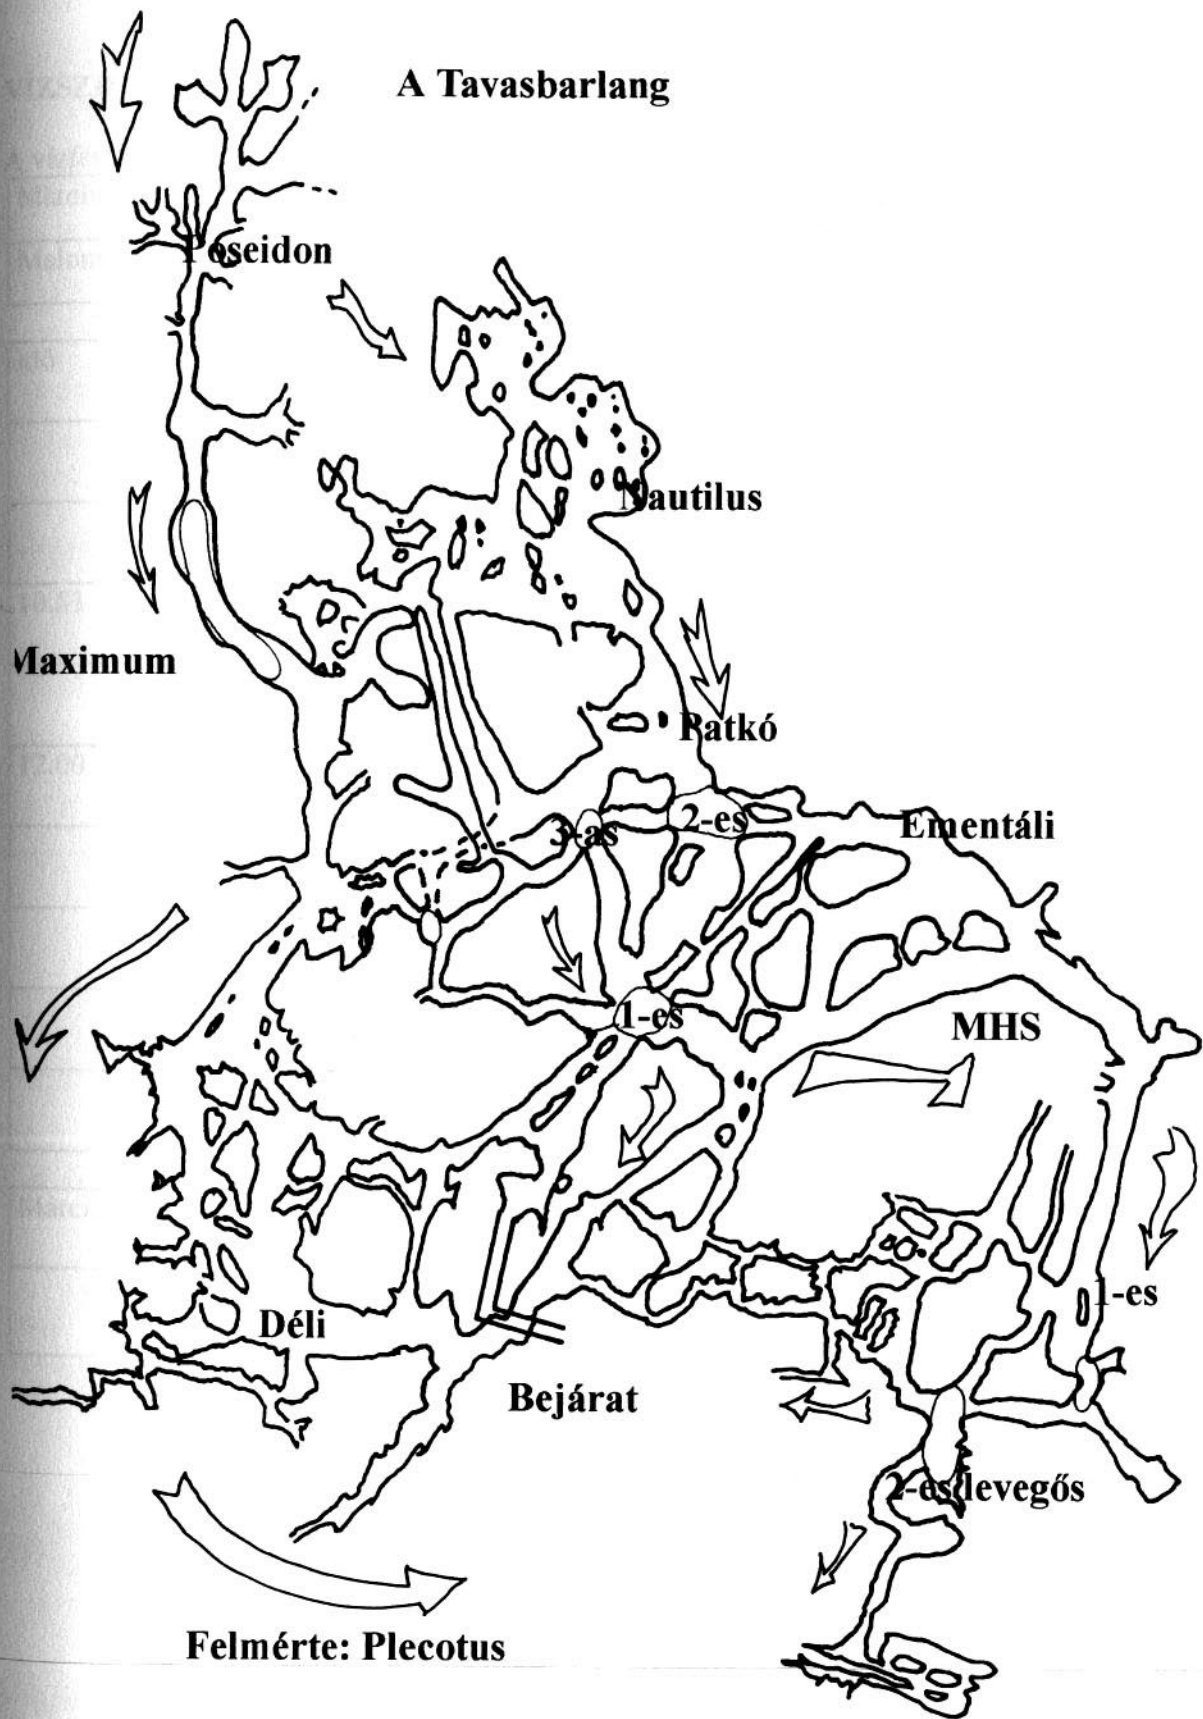 A Tavasbarlang
Poseidon
Nautilus
Maximum
Patkó
3-as
2-es
Ementáli
1-es
MHS
1-es
Déli
Bejárat
2-es levegős
Felmérte: Plecotus